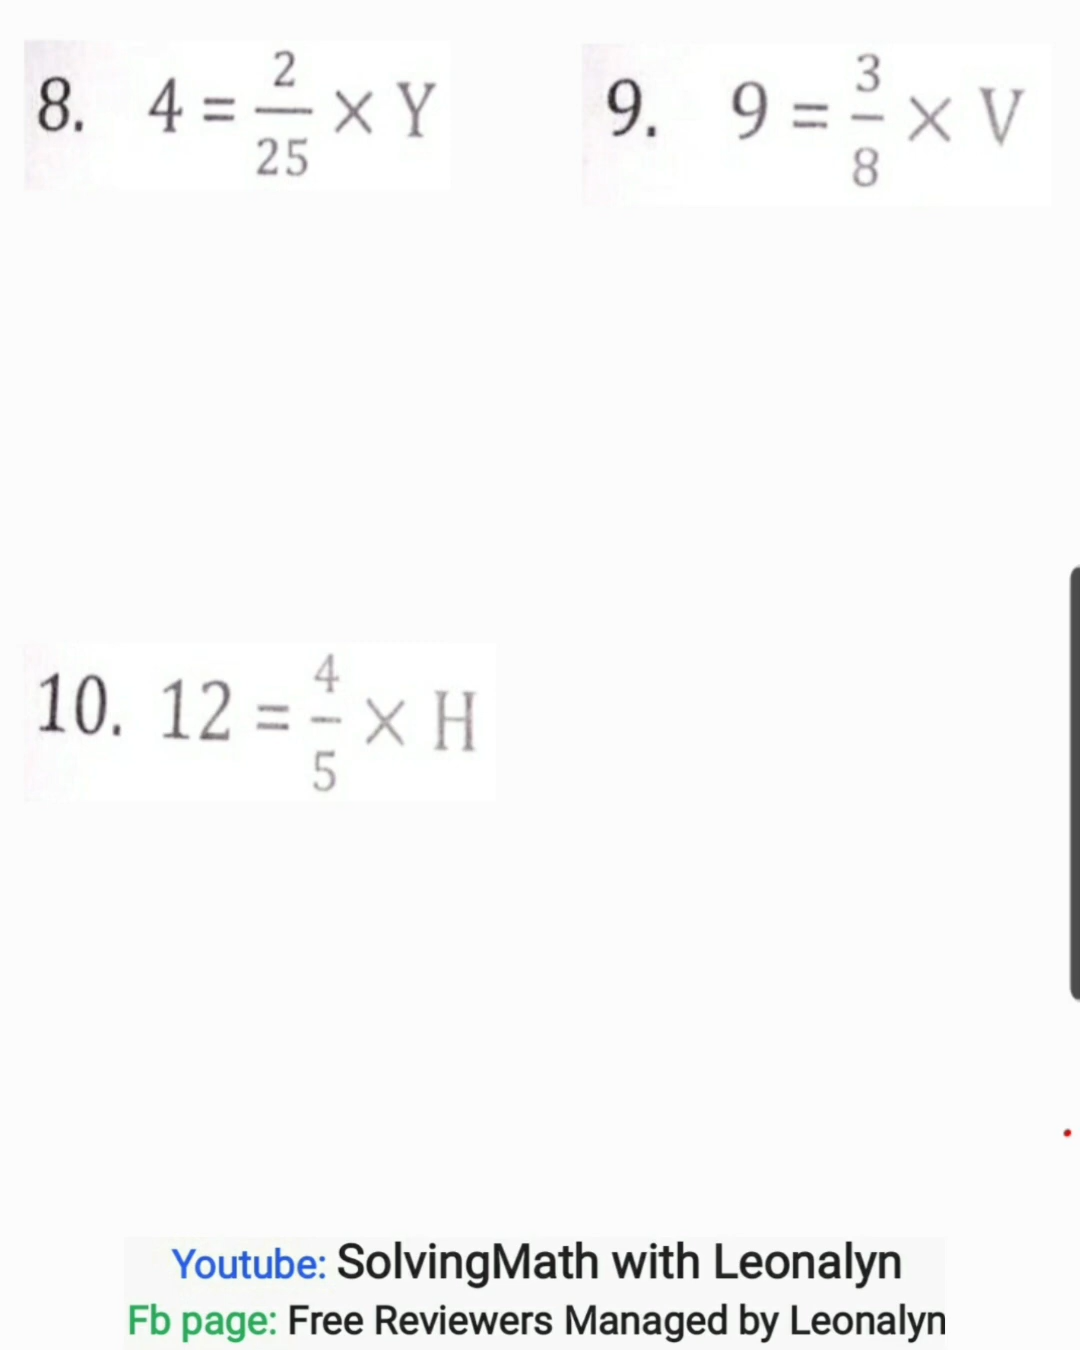 8. 4 = 2/25 × Y
9. 9 = 3/8 × V
10. 12 = 4/5 × H
Youtube: SolvingMath with Leonalyn
Fb page: Free Reviewers Managed by Leonalyn